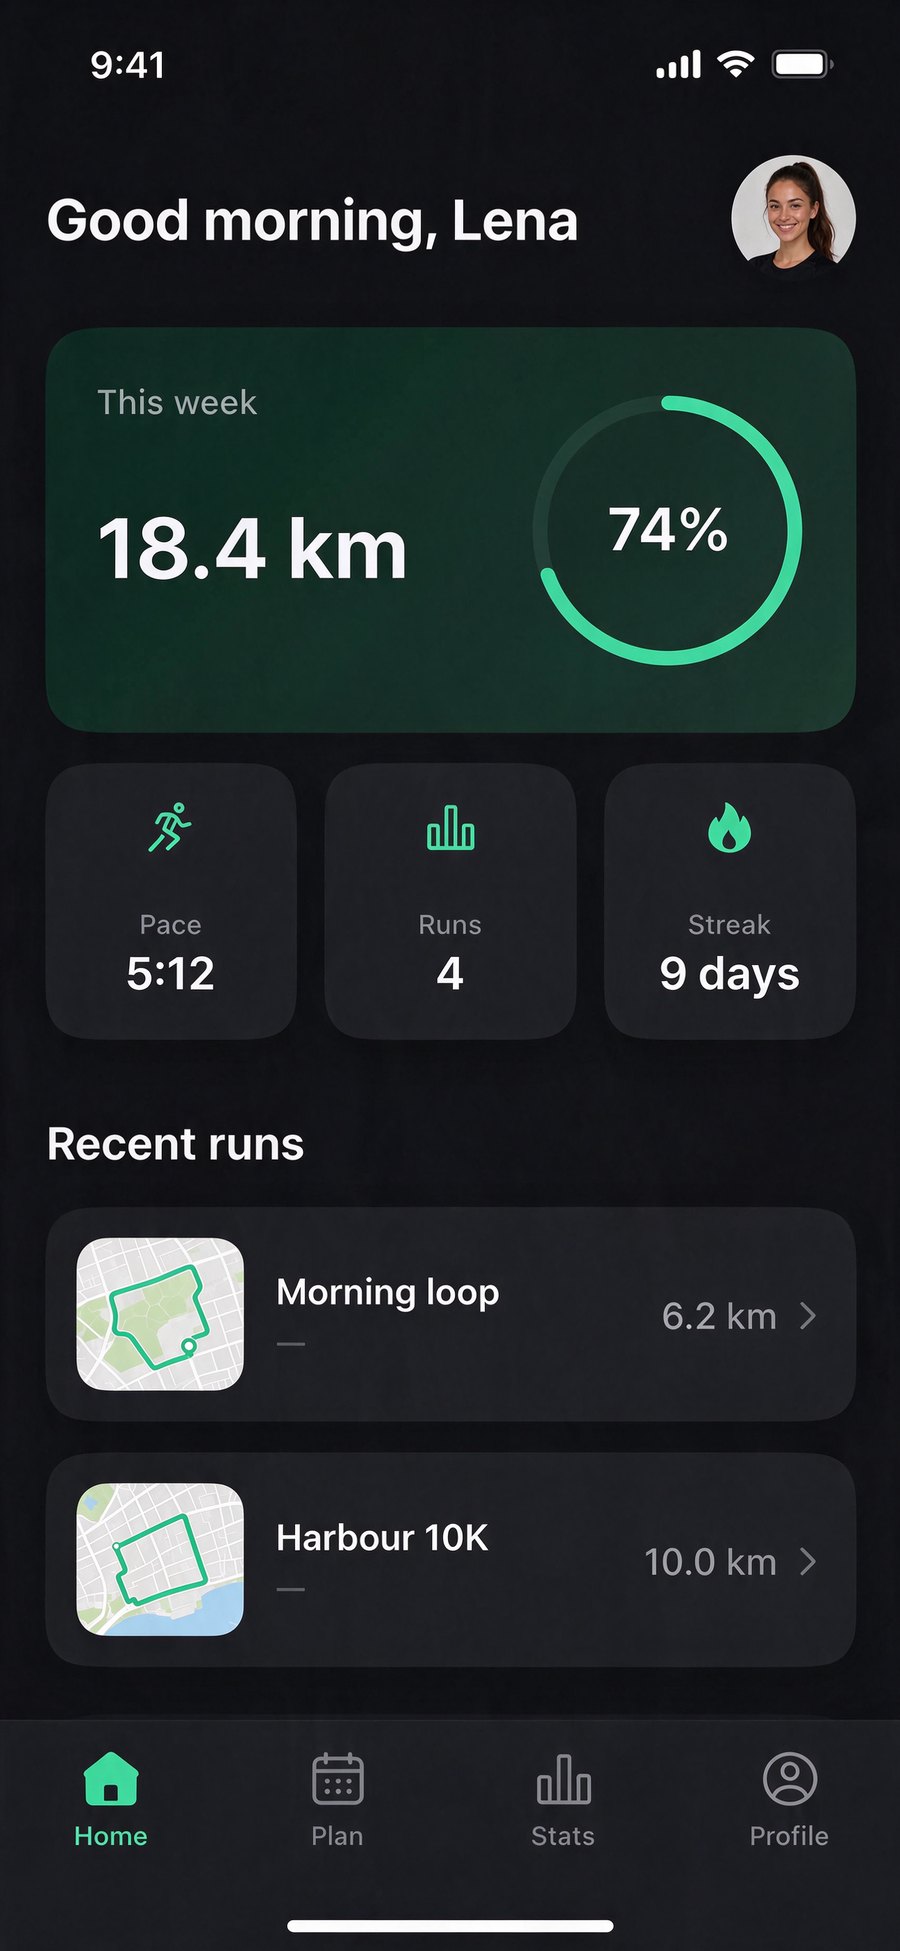 9:41
Good morning, Lena
This week
18.4 km
74%
Pace
5:12
Runs
4
Streak
9 days
Recent runs
Morning loop
—
6.2 km
Harbour 10K
—
10.0 km
Home
Plan
Stats
Profile